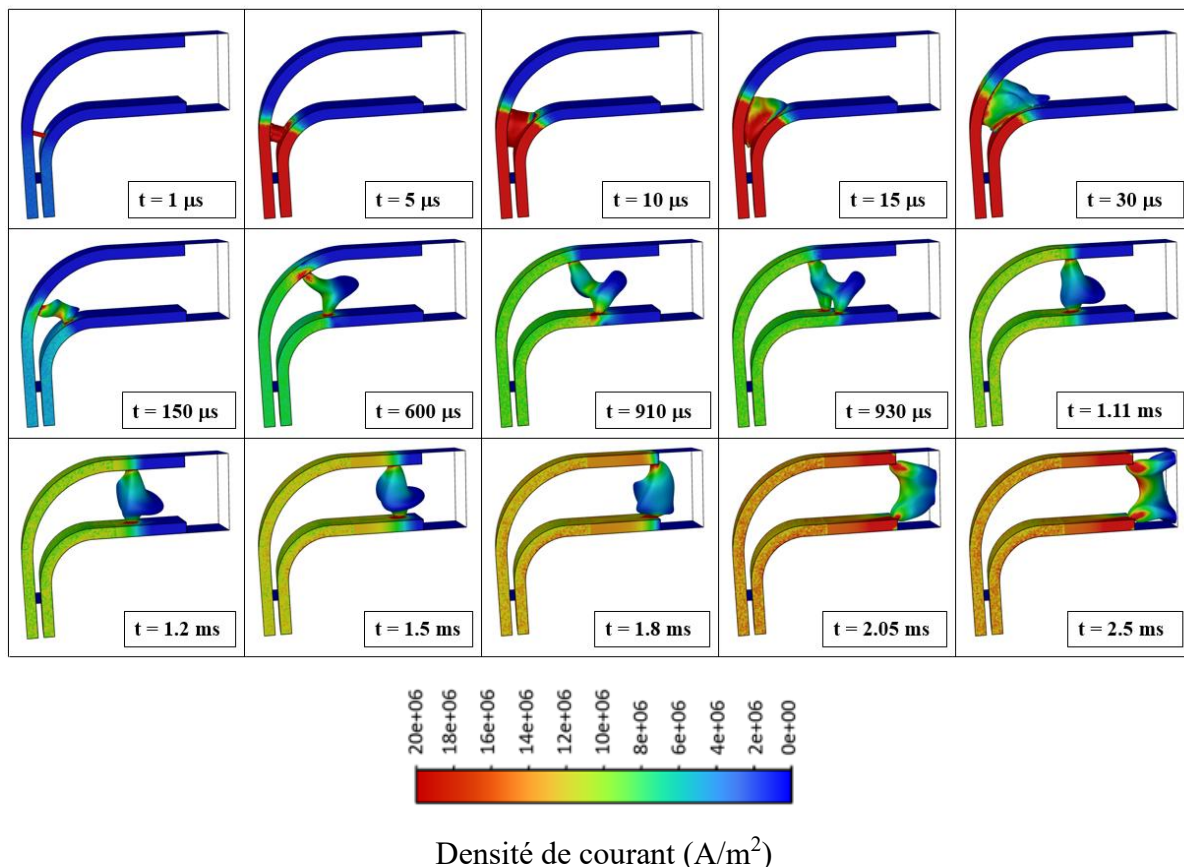 t = 1 µs
t = 5 µs
t = 10 µs
t = 15 µs
t = 30 µs
t = 150 µs
t = 600 µs
t = 910 µs
t = 930 µs
t = 1.11 ms
t = 1.2 ms
t = 1.5 ms
t = 1.8 ms
t = 2.05 ms
t = 2.5 ms
20e+06
18e+06
16e+06
14e+06
12e+06
10e+06
8e+06
6e+06
4e+06
2e+06
0e+00
Densité de courant (A/m²)